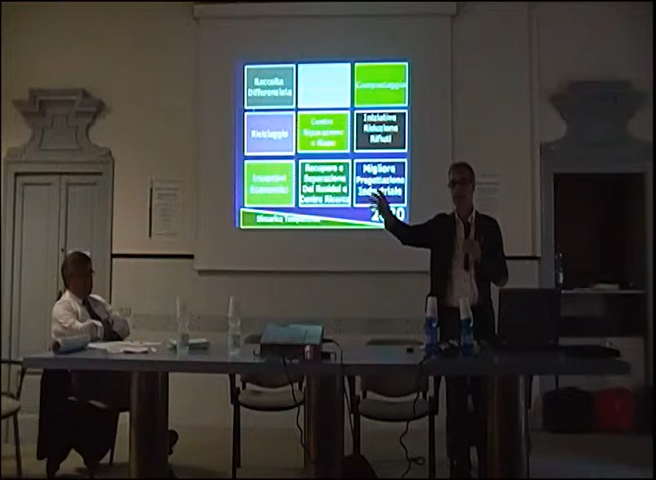 Raccolta
Differenziata
Compostaggio
Riciclaggio
Centro
Riparazione
e Riuso
Iniziative
Riduzione
Rifiuti
Incentivi
Economici
Recupero e
Separazione
Dei Residui e
Centro Ricerca
Migliore
Progettazione
Industriale
Discarica
2020